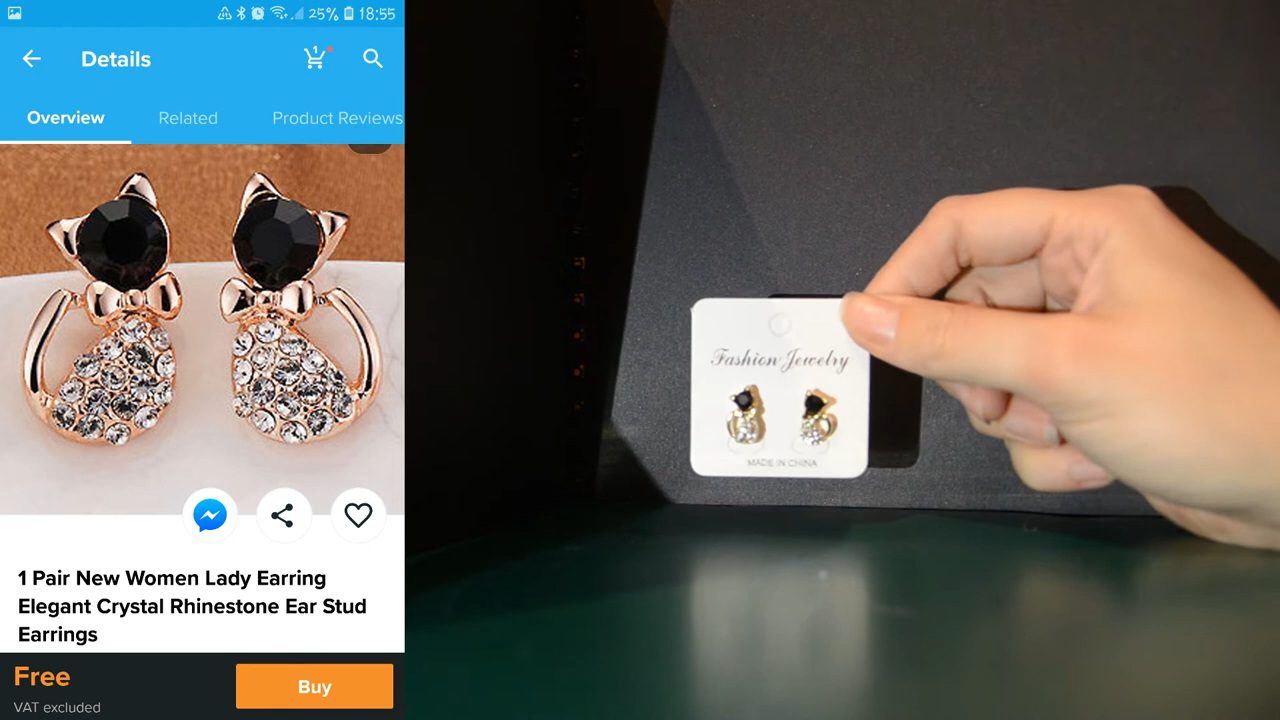 25% 18:55
Details
1
Overview Related Product Reviews
1 Pair New Women Lady Earring
Elegant Crystal Rhinestone Ear Stud
Earrings
Free
Buy
VAT excluded
Fashion Jewelry
MADE IN CHINA